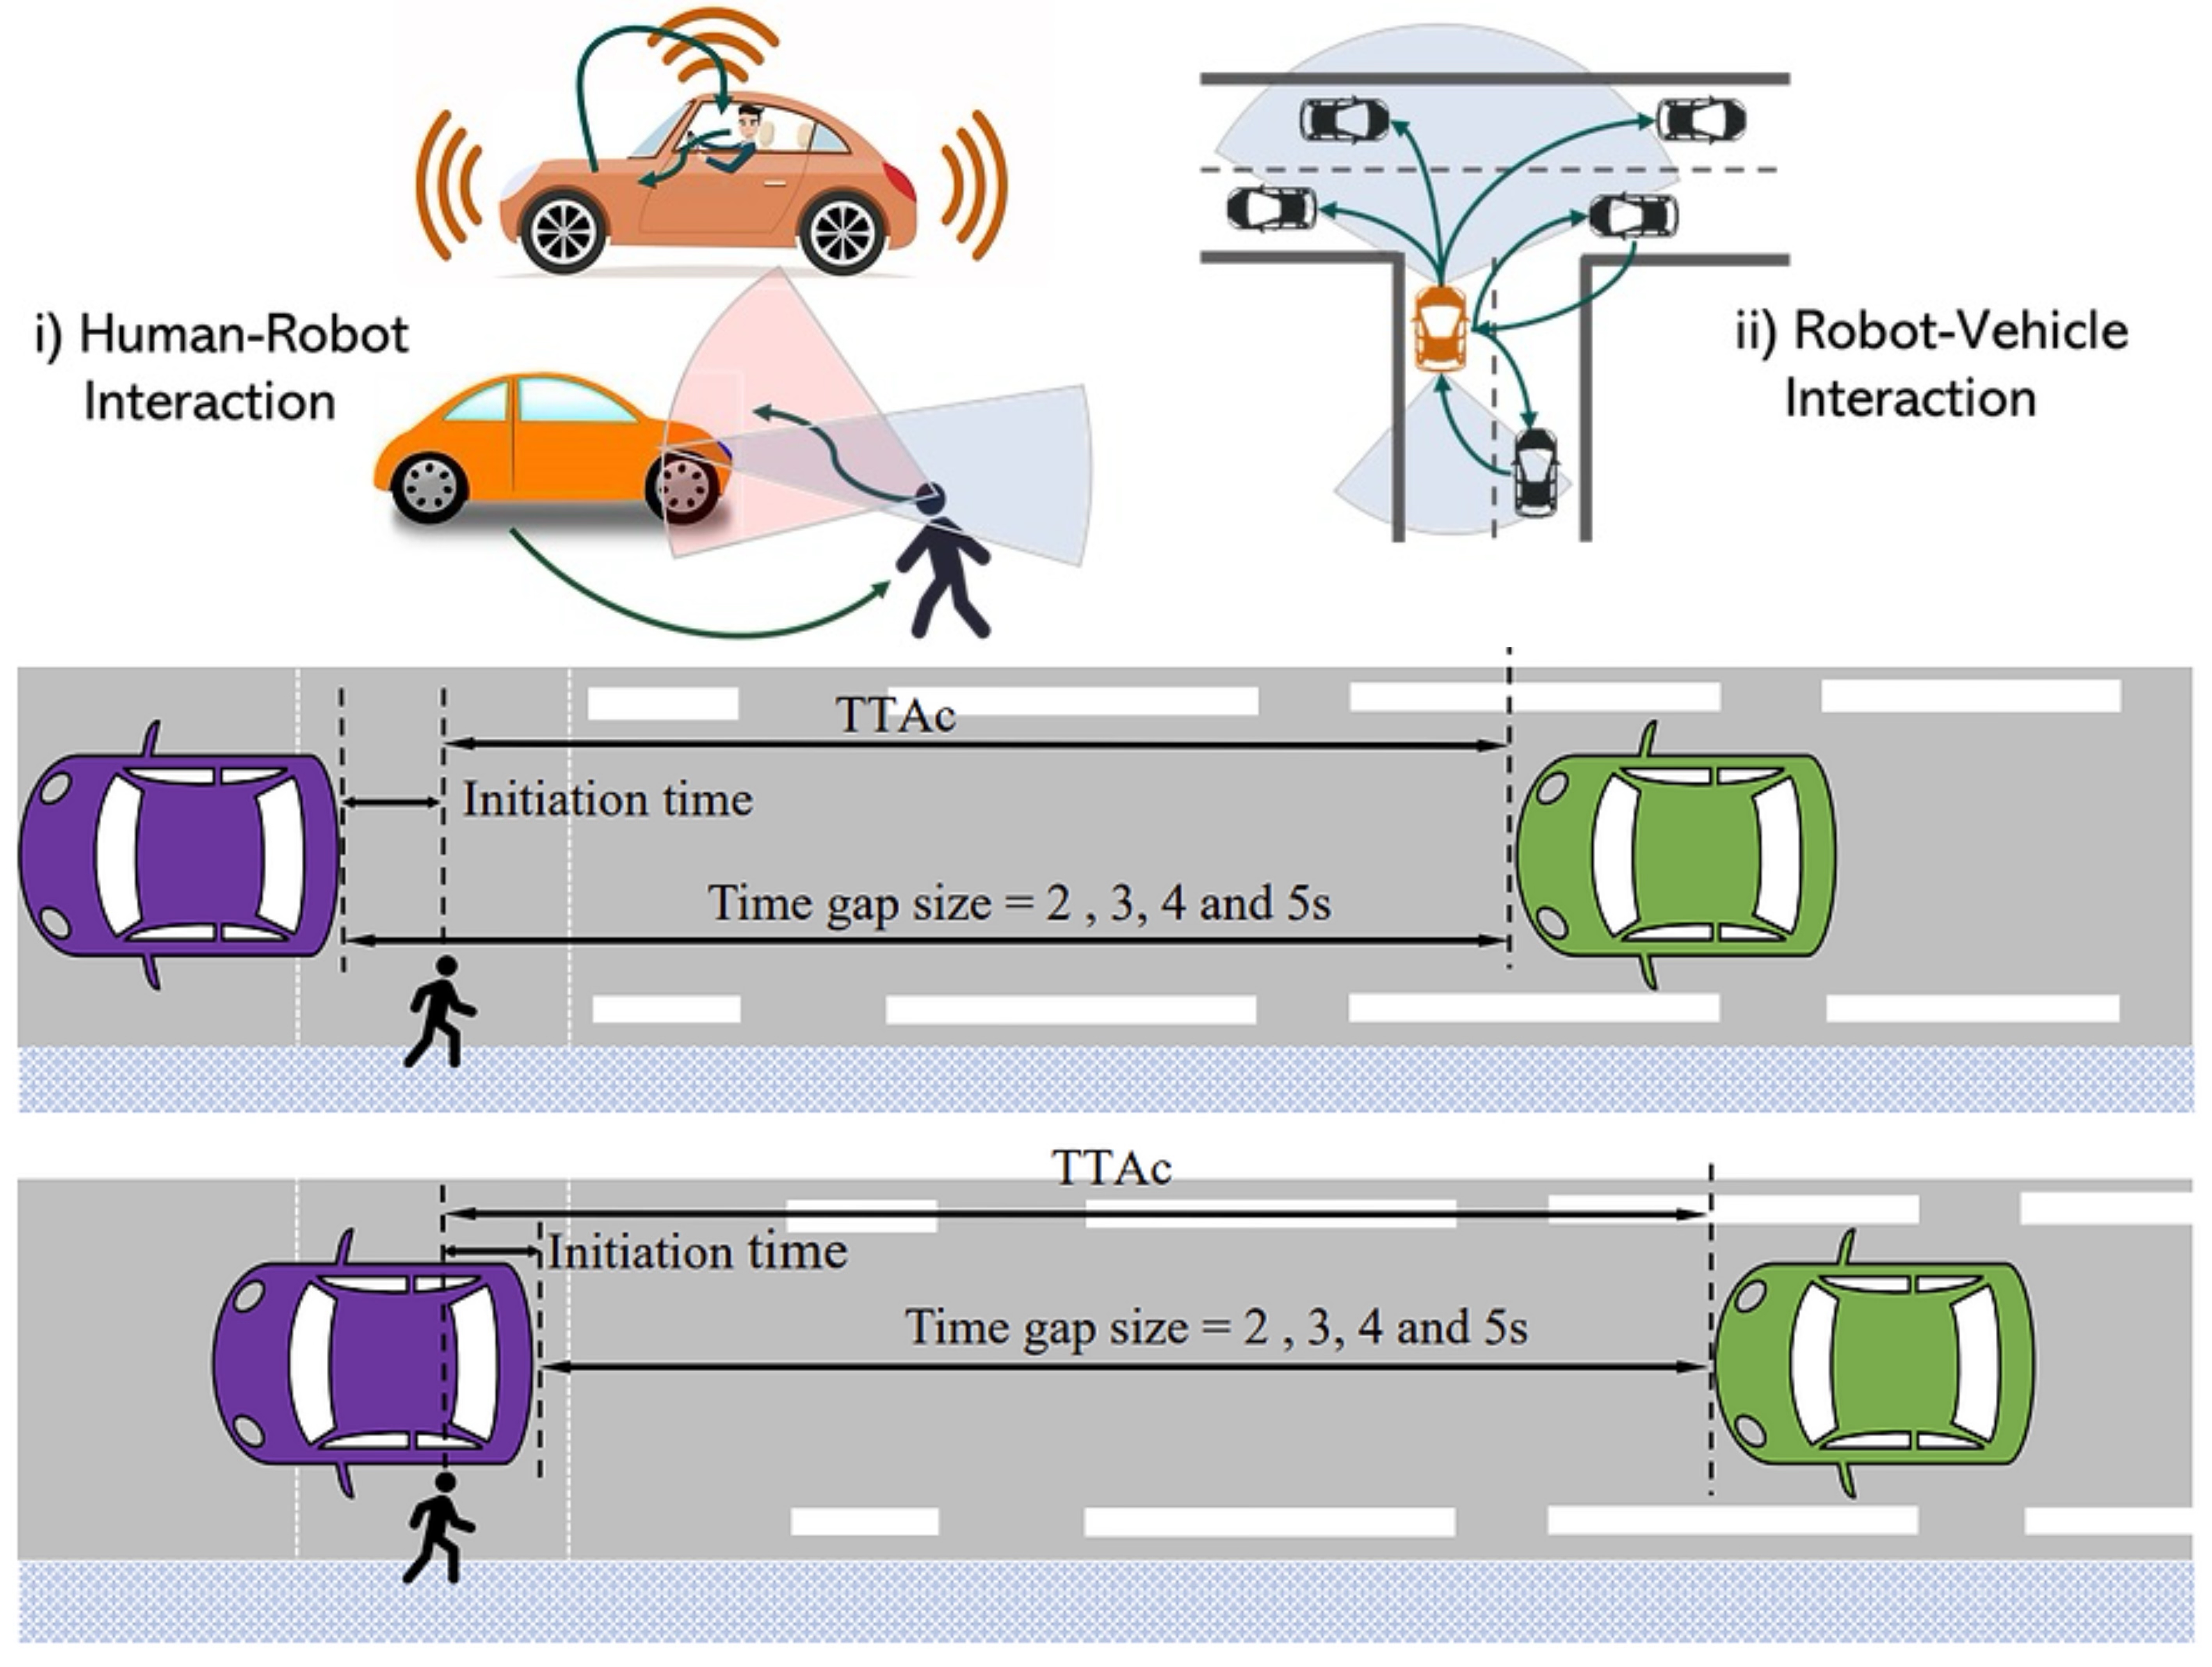 i) Human-Robot
Interaction
ii) Robot-Vehicle
Interaction
TTAc
Initiation time
Time gap size = 2 , 3, 4 and 5s
TTAc
Initiation time
Time gap size = 2 , 3, 4 and 5s